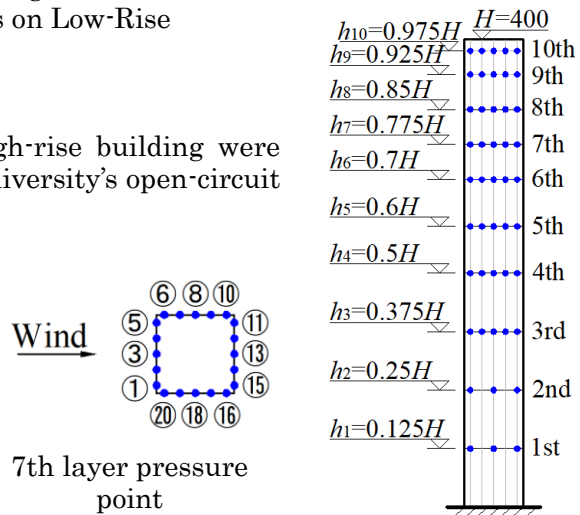 s on Low-Rise
gh-rise building were
iversity's open-circuit
Wind
⑥ ⑧ ⑩
⑤ ⑪
③ ⑬
① ⑮
⑳ ⑱ ⑯
7th layer pressure
point
H=400
h10=0.975H 10th
h9=0.925H 9th
h8=0.85H 8th
h7=0.775H 7th
h6=0.7H 6th
h5=0.6H 5th
h4=0.5H 4th
h3=0.375H 3rd
h2=0.25H 2nd
h1=0.125H 1st